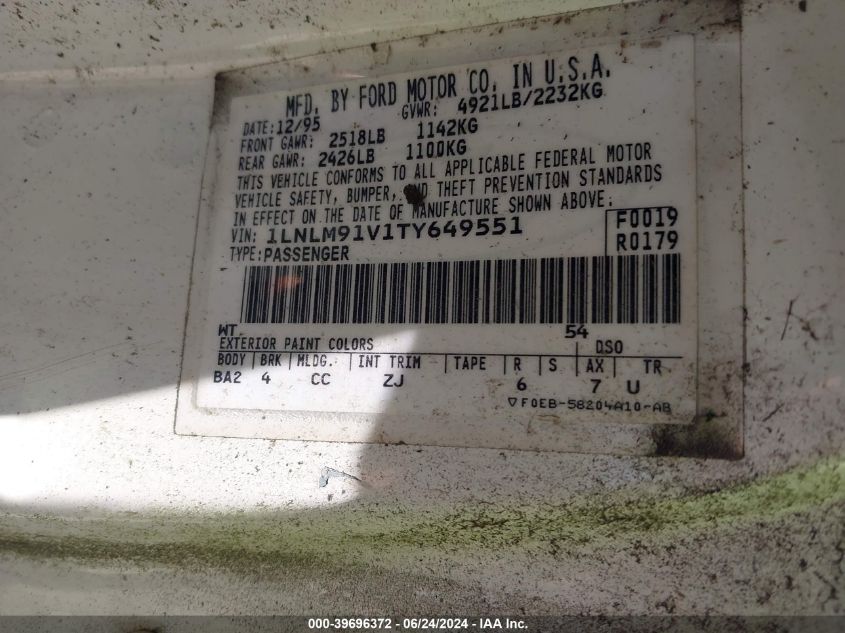 MFD. BY FORD MOTOR CO. IN U.S.A.
DATE: 12/95 GVWR: 4921LB/2232KG
FRONT GAWR: 2518LB 1142KG
REAR GAWR: 2426LB 1100KG
THIS VEHICLE CONFORMS TO ALL APPLICABLE FEDERAL MOTOR
VEHICLE SAFETY, BUMPER, AND THEFT PREVENTION STANDARDS
IN EFFECT ON THE DATE OF MANUFACTURE SHOWN ABOVE.
VIN: 1LNLM91V1TY649551 F0019
TYPE: PASSENGER R0179
WT 54
EXTERIOR PAINT COLORS DSO
BODY BRK MLDG. INT TRIM TAPE R S AX TR
BA2 4 CC ZJ 6 7 U
▽ F0EB-58204A10-AB
000-39696372 - 06/24/2024 - IAA Inc.